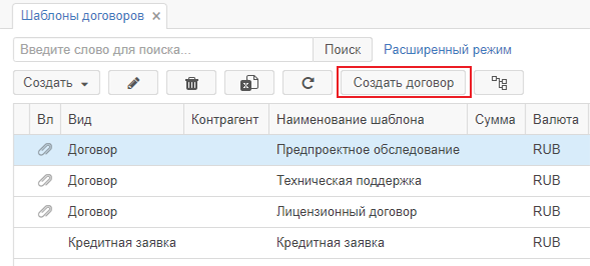 Шаблоны договоров ×
Введите слово для поиска... Поиск Расширенный режим
Создать Создать договор
Вл Вид Контрагент Наименование шаблона Сумма Валюта
Договор Предпроектное обследование RUB
Договор Техническая поддержка RUB
Договор Лицензионный договор RUB
Кредитная заявка Кредитная заявка RUB